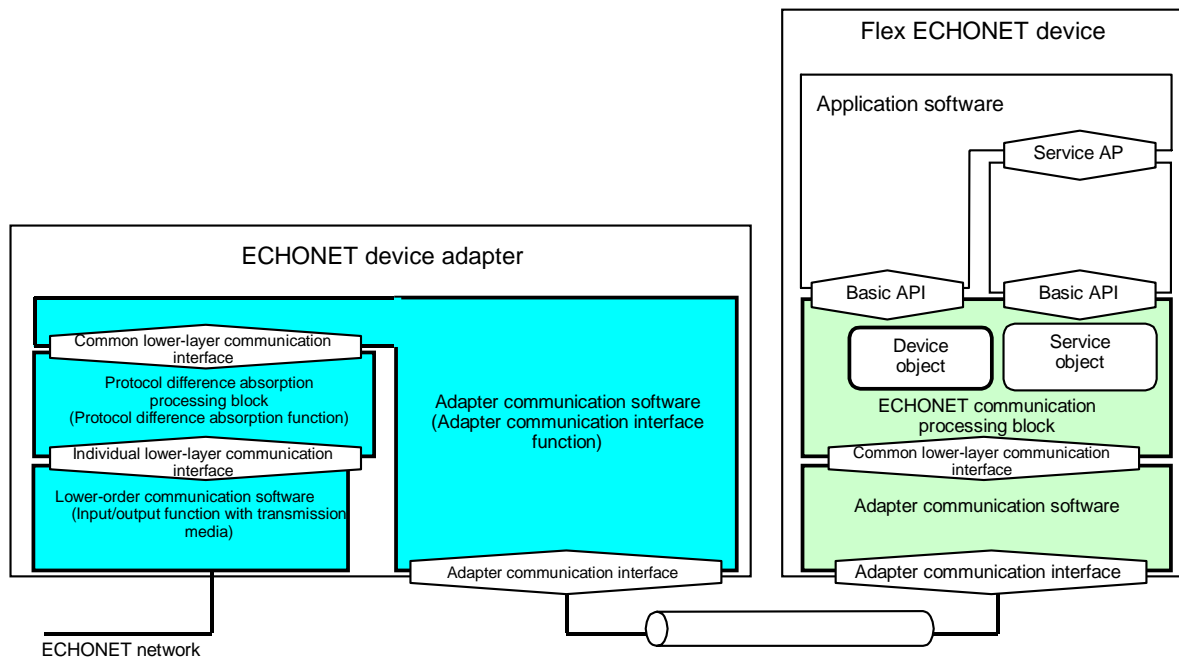 Flex ECHONET device
Application software
Service AP
ECHONET device adapter
Basic API
Basic API
Common lower-layer communication
interface
Device
object
Service
object
Protocol difference absorption
processing block
(Protocol difference absorption function)
Adapter communication software
(Adapter communication interface
function)
ECHONET communication
processing block
Individual lower-layer communication
interface
Common lower-layer communication
interface
Lower-order communication software
(Input/output function with transmission
media)
Adapter communication software
Adapter communication interface
Adapter communication interface
ECHONET network